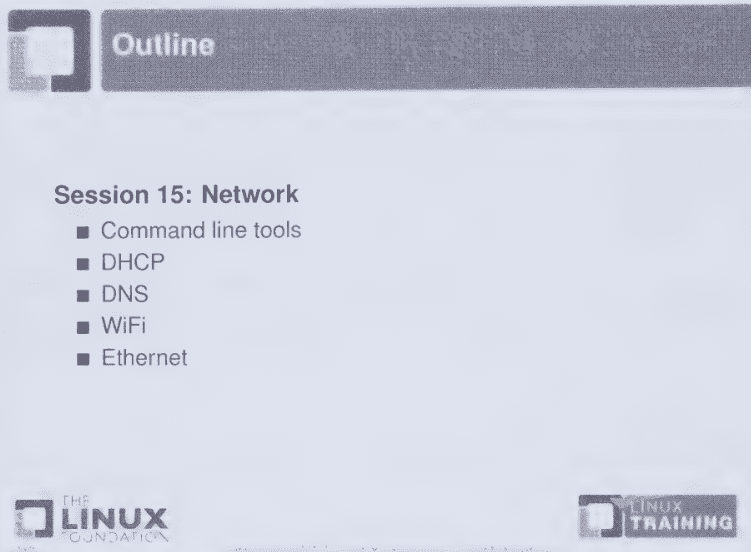 Outline
Session 15: Network
■ Command line tools
■ DHCP
■ DNS
■ WiFi
■ Ethernet
THE
LINUX
FOUNDATION
LINUX
TRAINING